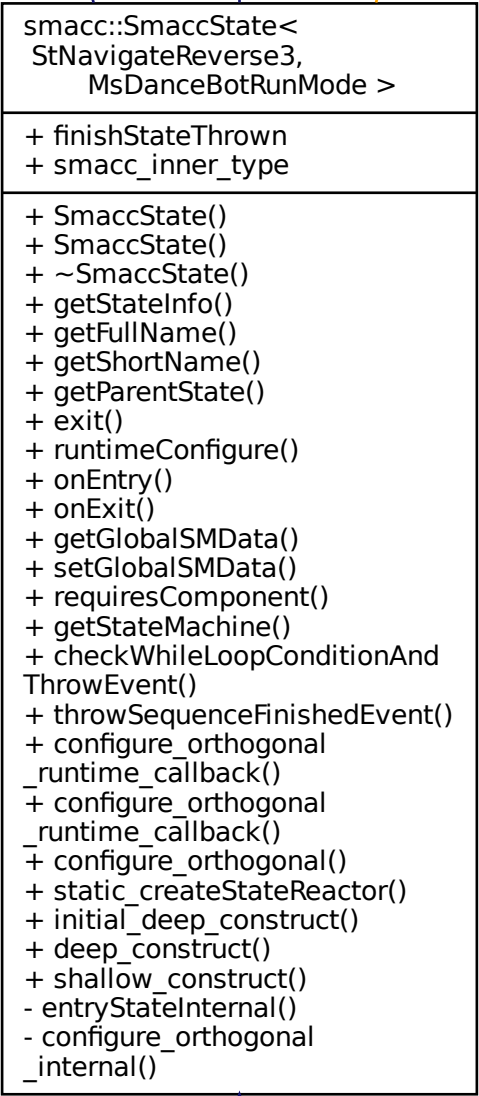 smacc::SmaccState<
StNavigateReverse3,
MsDanceBotRunMode >
+ finishStateThrown
+ smacc_inner_type
+ SmaccState()
+ SmaccState()
+ ~SmaccState()
+ getStateInfo()
+ getFullName()
+ getShortName()
+ getParentState()
+ exit()
+ runtimeConfigure()
+ onEntry()
+ onExit()
+ getGlobalSMData()
+ setGlobalSMData()
+ requiresComponent()
+ getStateMachine()
+ checkWhileLoopConditionAnd
ThrowEvent()
+ throwSequenceFinishedEvent()
+ configure_orthogonal
_runtime_callback()
+ configure_orthogonal
_runtime_callback()
+ configure_orthogonal()
+ static_createStateReactor()
+ initial_deep_construct()
+ deep_construct()
+ shallow_construct()
- entryStateInternal()
- configure_orthogonal
_internal()